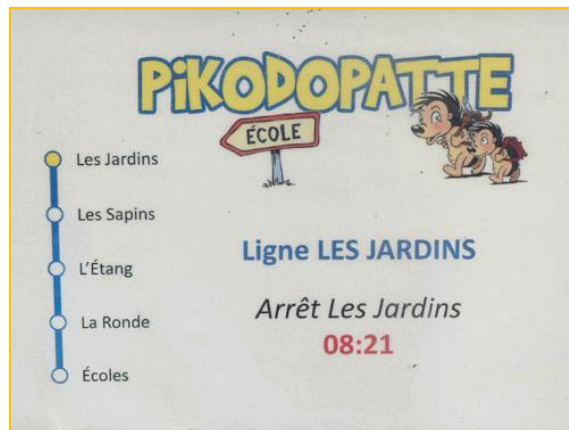 PiKODOPATTE
ÉCOLE
Les Jardins
Les Sapins
L'Étang
La Ronde
Écoles
Ligne LES JARDINS
Arrêt Les Jardins
08:21